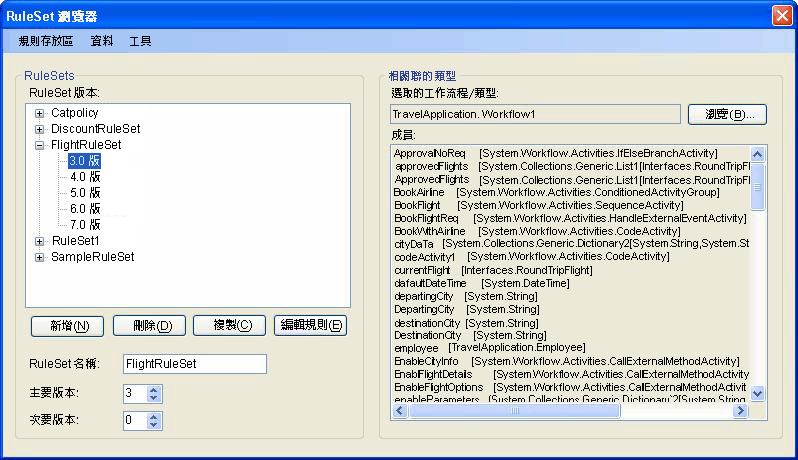 RuleSet 瀏覽器
規則存放區 資料 工具
RuleSets
RuleSet 版本:
Catpolicy
DiscountRuleSet
FlightRuleSet
3.0 版
4.0 版
5.0 版
6.0 版
7.0 版
RuleSet1
SampleRuleSet
新增(N) 刪除(D) 複製(C) 編輯規則(E)
RuleSet 名稱: FlightRuleSet
主要版本: 3
次要版本: 0
相關聯的類型
選取的工作流程/類型:
TravelApplication. Workflow1 瀏覽(B)...
成員:
ApprovalNoReq [System.Workflow.Activities.IfElseBranchActivity]
approvedFlights [System.Collections.Generic.List1[Interfaces.RoundTripFl
ApprovedFlights [System.Collections.Generic.List1[Interfaces.RoundTripF
BookAirline [System.Workflow.Activities.ConditionedActivityGroup]
BookFlight [System.Workflow.Activities.SequenceActivity]
BookFlightReq [System.Workflow.Activities.HandleExternalEventActivity]
BookWithAirline [System.Workflow.Activities.CodeActivity]
cityDaTa [System.Collections.Generic.Dictionary2[System.String,System.St
codeActivity1 [System.Workflow.Activities.CodeActivity]
currentFlight [Interfaces.RoundTripFlight]
dafaultDateTime [System.DateTime]
departingCity [System.String]
DepartingCity [System.String]
destinationCity [System.String]
DestinationCity [System.String]
employee [TravelApplication.Employee]
EnableCityInfo [System.Workflow.Activities.CallExternalMethodActivity]
EnablFlightDetails [System.Workflow.Activities.CallExternalMethodActivity
EnableFlightOptions [System.Workflow.Activities.CallExternalMethodActivit
enableParameters [System.Collections.Generic.Dictionary`2[System.String